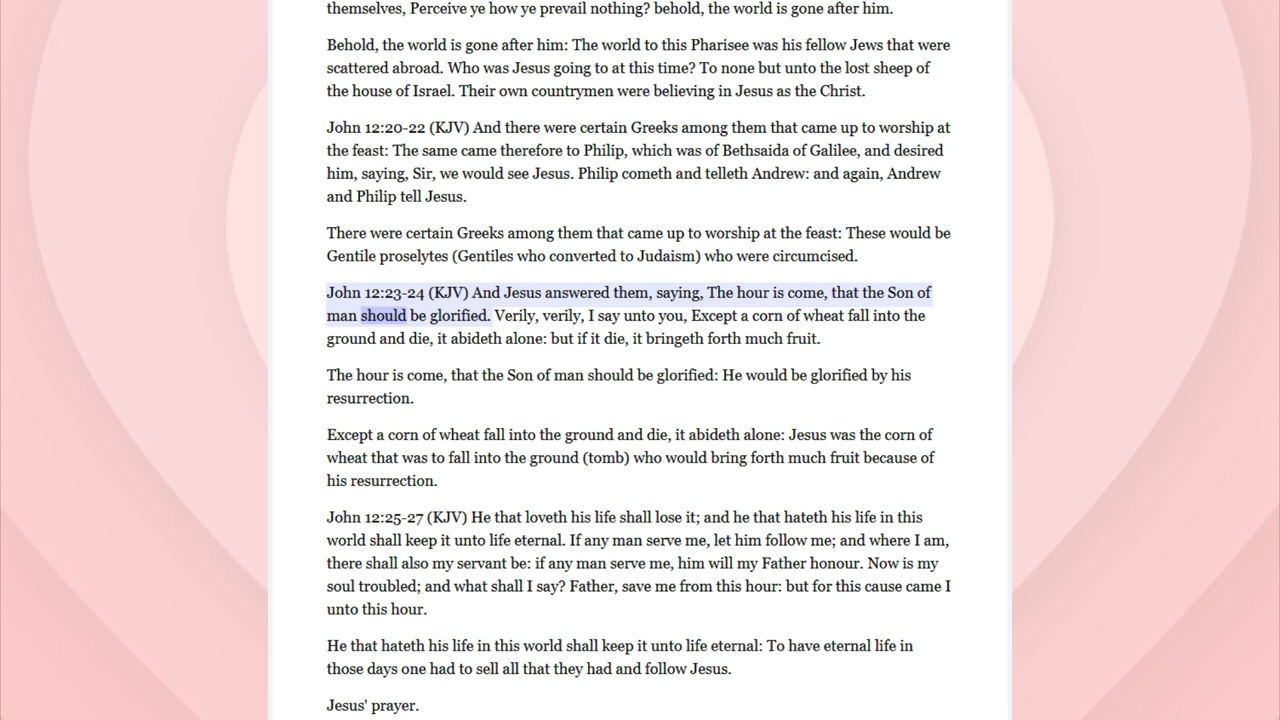 themselves, Perceive ye how ye prevail nothing? behold, the world is gone after him.
Behold, the world is gone after him: The world to this Pharisee was his fellow Jews that were
scattered abroad. Who was Jesus going to at this time? To none but unto the lost sheep of
the house of Israel. Their own countrymen were believing in Jesus as the Christ.
John 12:20-22 (KJV) And there were certain Greeks among them that came up to worship at
the feast: The same came therefore to Philip, which was of Bethsaida of Galilee, and desired
him, saying, Sir, we would see Jesus. Philip cometh and telleth Andrew: and again, Andrew
and Philip tell Jesus.
There were certain Greeks among them that came up to worship at the feast: These would be
Gentile proselytes (Gentiles who converted to Judaism) who were circumcised.
John 12:23-24 (KJV) And Jesus answered them, saying, The hour is come, that the Son of
man should be glorified. Verily, verily, I say unto you, Except a corn of wheat fall into the
ground and die, it abideth alone: but if it die, it bringeth forth much fruit.
The hour is come, that the Son of man should be glorified: He would be glorified by his
resurrection.
Except a corn of wheat fall into the ground and die, it abideth alone: Jesus was the corn of
wheat that was to fall into the ground (tomb) who would bring forth much fruit because of
his resurrection.
John 12:25-27 (KJV) He that loveth his life shall lose it; and he that hateth his life in this
world shall keep it unto life eternal. If any man serve me, let him follow me; and where I am,
there shall also my servant be: if any man serve me, him will my Father honour. Now is my
soul troubled; and what shall I say? Father, save me from this hour: but for this cause came I
unto this hour.
He that hateth his life in this world shall keep it unto life eternal: To have eternal life in
those days one had to sell all that they had and follow Jesus.
Jesus' prayer.